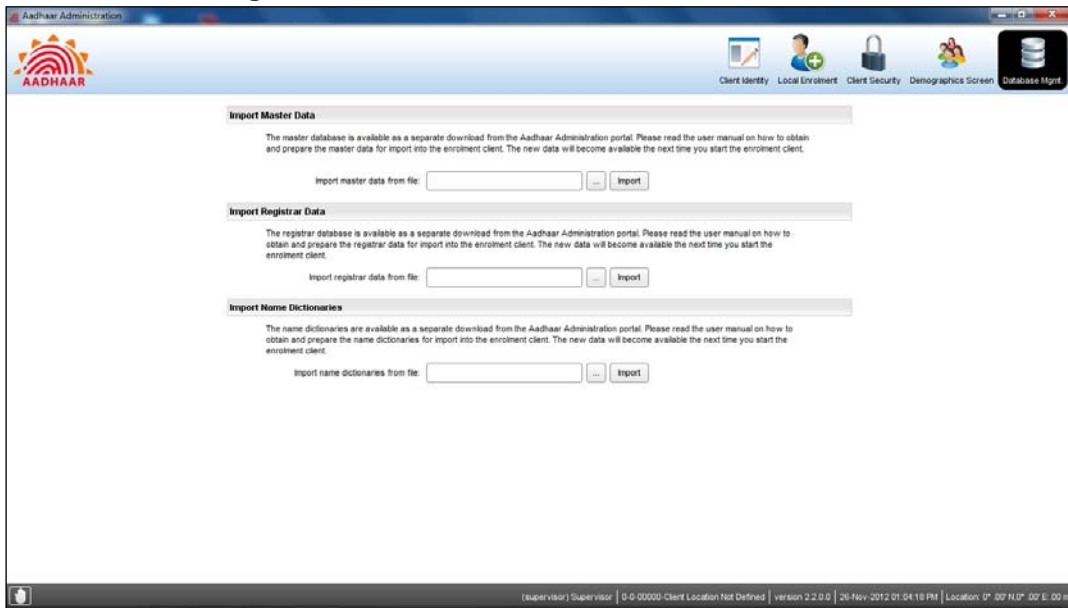 Aadhaar Administration
AADHAAR
Client Identity Local Enrolment Client Security Demographics Screen Database Mgmt.
Import Master Data
The master database is available as a separate download from the Aadhaar Administration portal. Please read the user manual on how to obtain
and prepare the master data for import into the enrolment client. The new data will become available the next time you start the enrolment client.
Import master data from file: ... Import
Import Registrar Data
The registrar database is available as a separate download from the Aadhaar Administration portal. Please read the user manual on how to
obtain and prepare the registrar data for import into the enrolment client. The new data will become available the next time you start the
enrolment client.
Import registrar data from file: ... Import
Import Name Dictionaries
The name dictionaries are available as a separate download from the Aadhaar Administration portal. Please read the user manual on how to
obtain and prepare the name dictionaries for import into the enrolment client. The new data will become available the next time you start the
enrolment client.
Import name dictionaries from file: ... Import
(supervisor) Supervisor | 0-0-00000-Client Location Not Defined | version 2.2.0.0 | 26-Nov-2012 01:04:18 PM | Location: 0° .00' N,0° .00' E .00 m